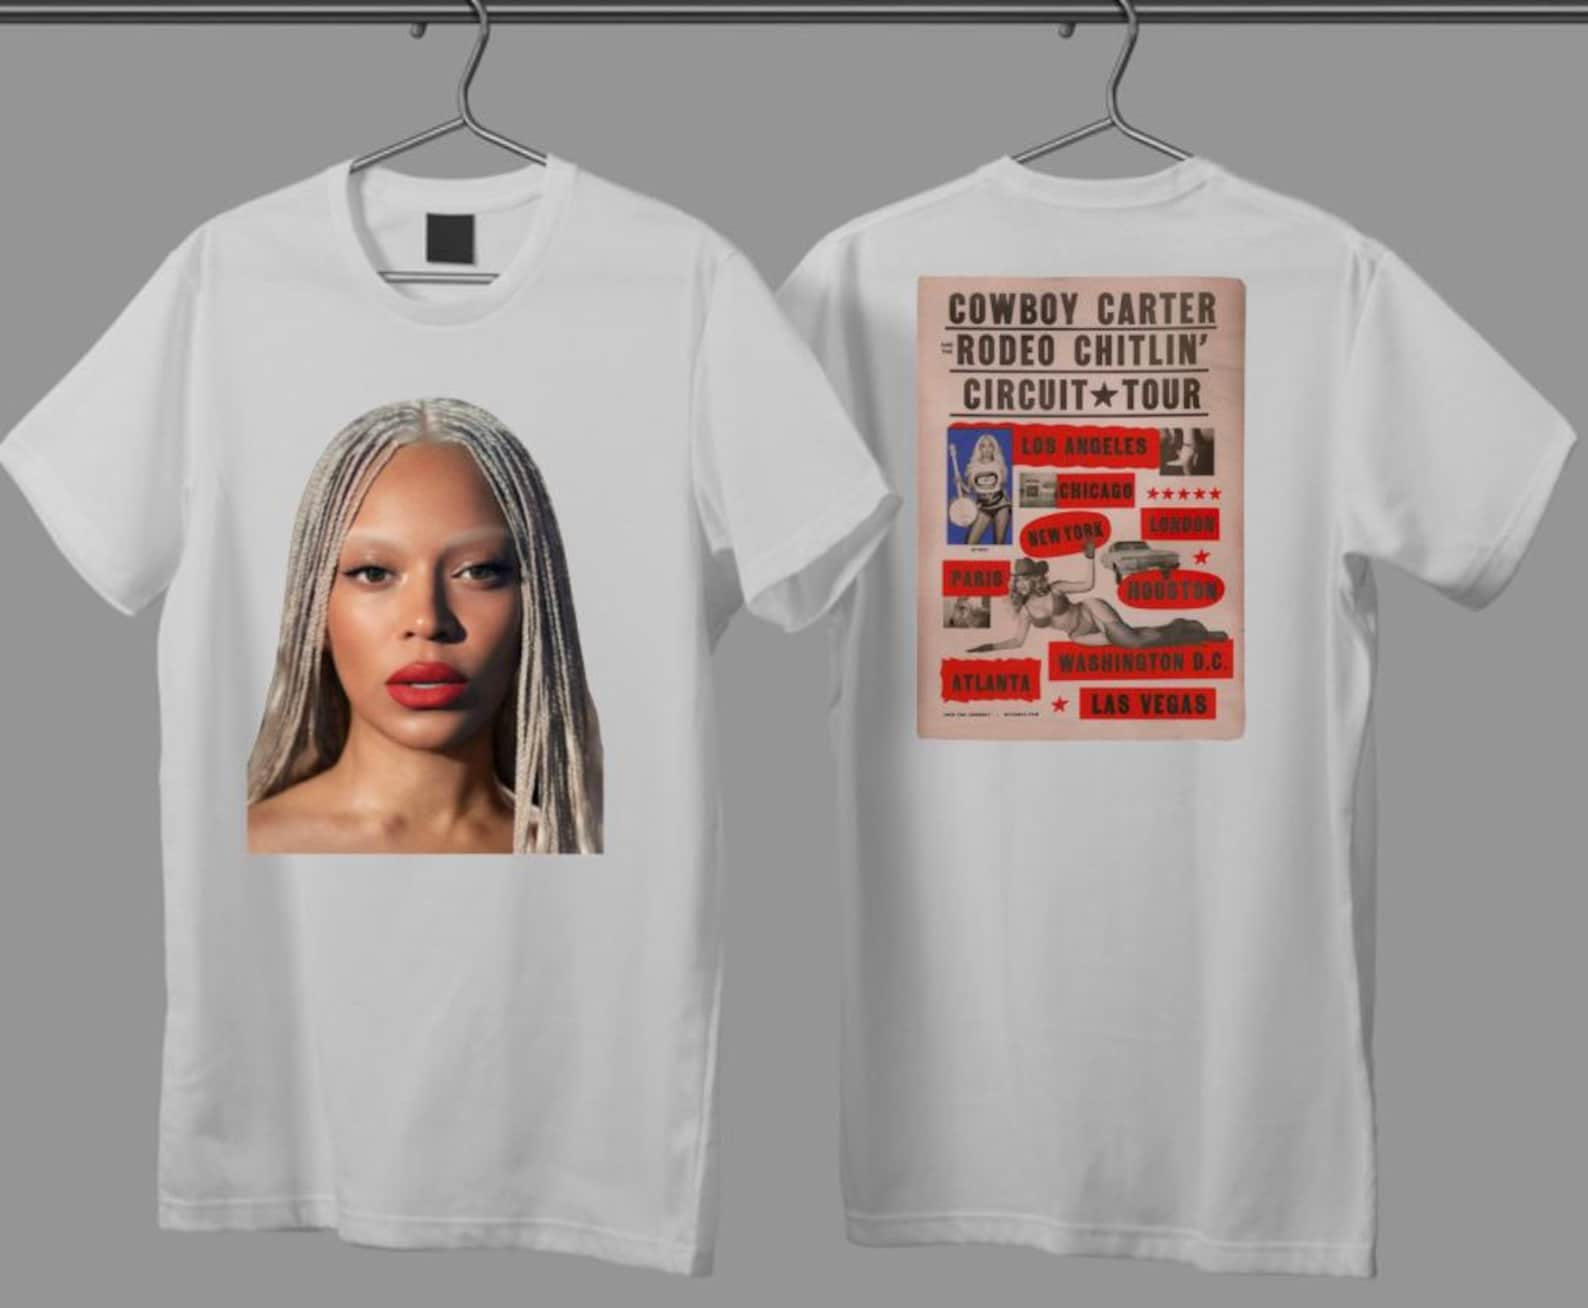 COWBOY CARTER
RODEO CHITLIN'
CIRCUIT★TOUR
LOS ANGELES
CHICAGO
NEW YORK
LONDON
PARIS
HOUSTON
WASHINGTON D.C.
ATLANTA
LAS VEGAS